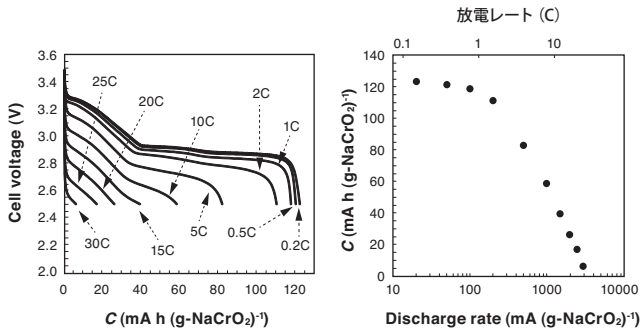 3.6
3.4
3.2
3.0
2.8
2.6
2.4
2.2
2.0
Cell voltage (V)
25C
20C
10C
2C
1C
30C
15C
5C
0.5C
0.2C
0 20 40 60 80 100 120
C (mA h (g-NaCrO₂)⁻¹)
放電レート (C)
0.1 1 10
140
120
100
80
60
40
20
0
C (mA h (g-NaCrO₂)⁻¹)
10 100 1000 10000
Discharge rate (mA (g-NaCrO₂)⁻¹)